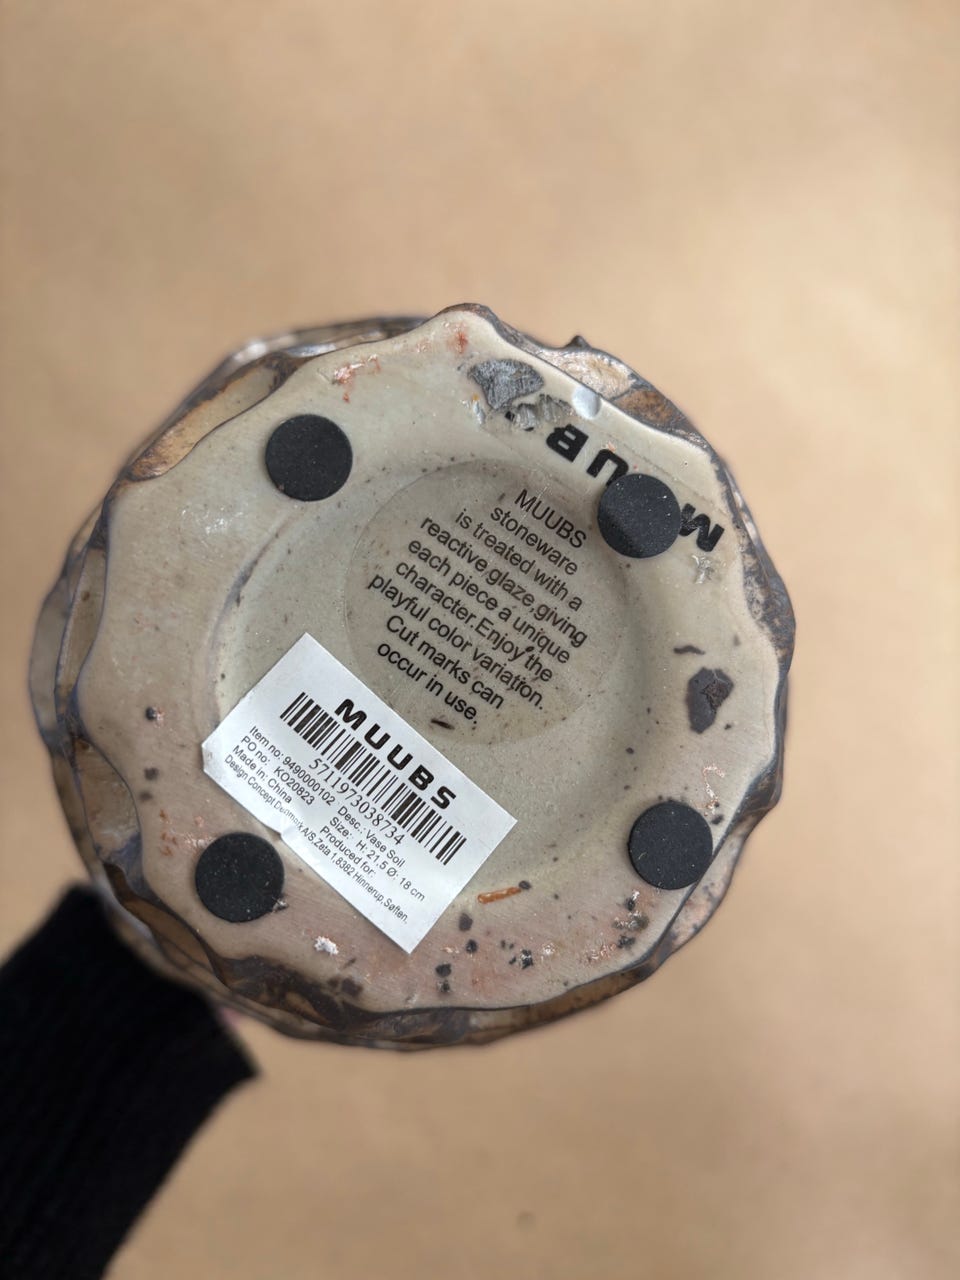 MUUB
MUUBS
stoneware
is treated with a
reactive glaze,giving
each piece a unique
character.Enjoy the
playful color variation.
Cut marks can
occur in use.
MUUBS
5711973038734
Item no: 9490000102 Desc.: Vase Soil
PO no: KO20823 Size: H: 21,5 Ø: 18 cm
Made in: China Produced for:
Design Concept Denmark A/S,Zeta 1,8382 Hinnerup,Søften.